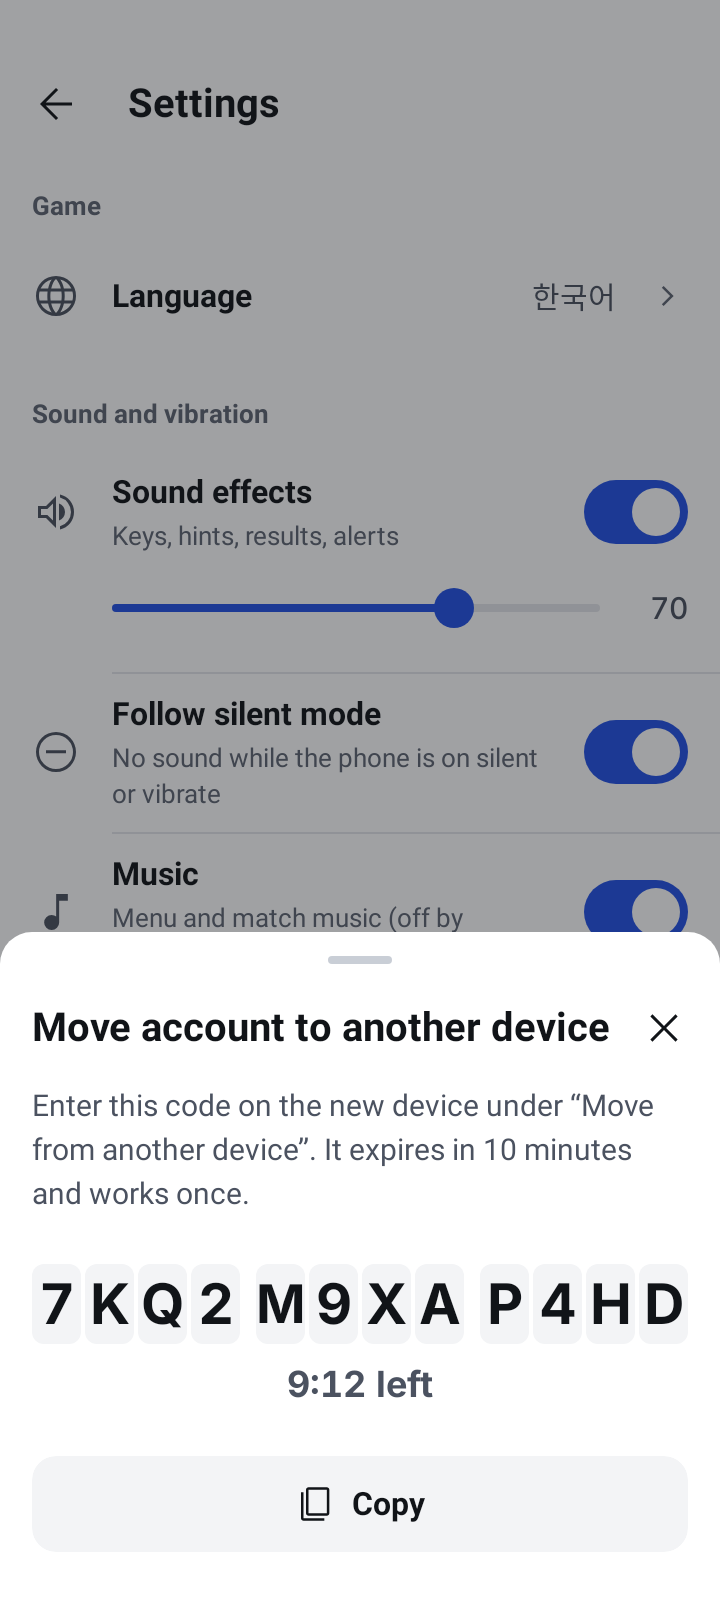 Settings
Game
Language 한국어
Sound and vibration
Sound effects
Keys, hints, results, alerts
70
Follow silent mode
No sound while the phone is on silent
or vibrate
Music
Menu and match music (off by
Move account to another device
Enter this code on the new device under “Move
from another device”. It expires in 10 minutes
and works once.
7KQ2 M9XA P4HD
9:12 left
Copy